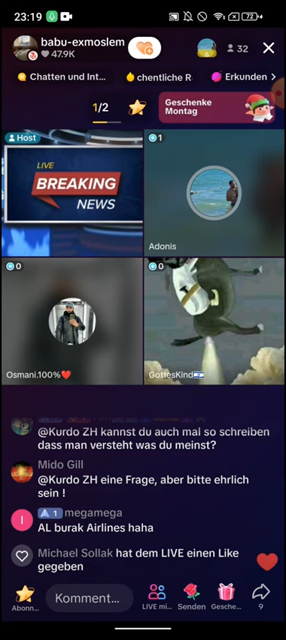 23:19
72
babu-exmoslem
47.9K
32
Chatten und Int...
chentliche R
Erkunden >
1/2
Geschenke
Montag
Host
LIVE
BREAKING
NEWS
1
Adonis
0
Osmani.100%❤️
0
GottesKind🇮🇱
@Kurdo ZH kannst du auch mal so schreiben
dass man versteht was du meinst?
Mido Gill
@Kurdo ZH eine Frage, aber bitte ehrlich
sein !
I
1 megamega
AL burak Airlines haha
Michael Sollak hat dem LIVE einen Like
gegeben
Komment...
Abonn...
LIVE mi...
Senden
Gesche...
9